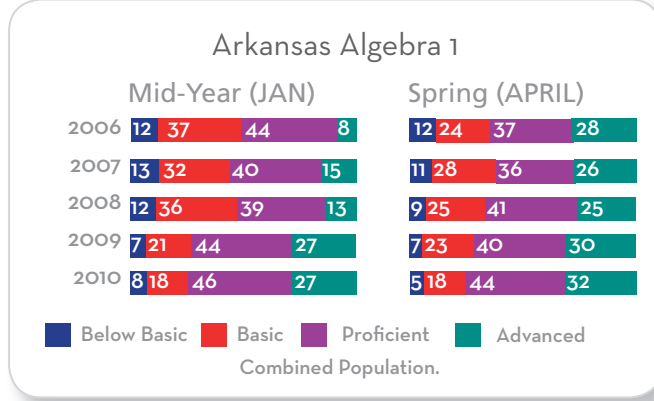 Arkansas Algebra 1
Mid-Year (JAN) Spring (APRIL)
2006 12 37 44 8 12 24 37 28
2007 13 32 40 15 11 28 36 26
2008 12 36 39 13 9 25 41 25
2009 7 21 44 27 7 23 40 30
2010 8 18 46 27 5 18 44 32
Below Basic Basic Proficient Advanced
Combined Population.